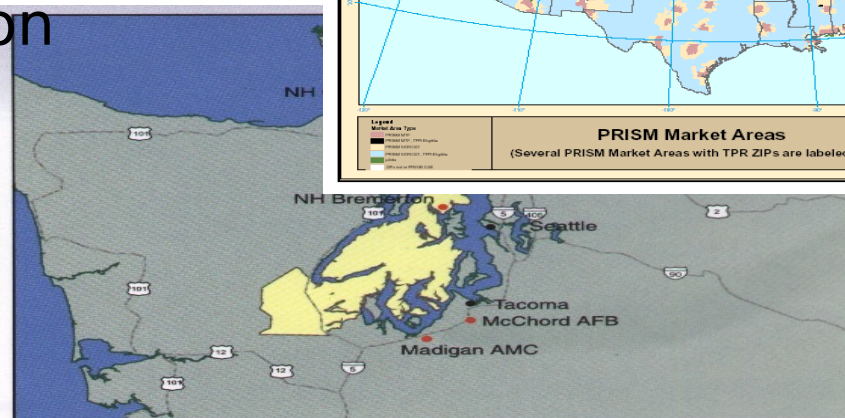 on
NH
101
Legend
Market Area Type
PRISM Market Areas
(Several PRISM Market Areas with TPR ZIPs are labele
NH Bremerton
101
5
405
2
Seattle
90
101
Tacoma
McChord AFB
Madigan AMC
12
12
5
101